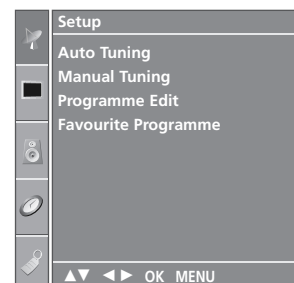 Setup
Auto Tuning
Manual Tuning
Programme Edit
Favourite Programme
▲▼ ◄► OK MENU